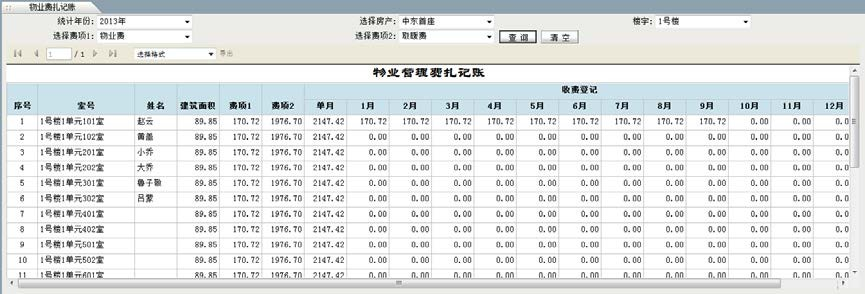 物业费扎记账
统计年份: 2013年 选择房产: 中东首座 楼宇: 1号楼
选择费项1: 物业费 选择费项2: 取暖费 查询 清空
1 / 1 选择格式 导出
物业管理费扎记账
收费登记
序号 室号 姓名 建筑面积 费项1 费项2 单月 1月 2月 3月 4月 5月 6月 7月 8月 9月 10月 11月 12月
1 1号楼1单元101室 赵云 89.85 170.72 1976.70 2147.42 170.72 170.72 170.72 170.72 170.72 170.72 170.72 170.72 170.72 0.00 0.00 0.0
2 1号楼1单元102室 黄盖 89.85 170.72 1976.70 2147.42 0.00 0.00 0.00 0.00 0.00 0.00 0.00 0.00 0.00 0.00 0.00 0.0
3 1号楼1单元201室 小乔 89.85 170.72 1976.70 2147.42 0.00 0.00 0.00 0.00 0.00 0.00 0.00 0.00 0.00 0.00 0.00 0.0
4 1号楼1单元202室 大乔 89.85 170.72 1976.70 2147.42 0.00 0.00 0.00 0.00 0.00 0.00 0.00 0.00 0.00 0.00 0.00 0.0
5 1号楼1单元301室 鲁子敬 89.85 170.72 1976.70 2147.42 0.00 0.00 0.00 0.00 0.00 0.00 0.00 0.00 0.00 0.00 0.00 0.0
6 1号楼1单元302室 吕蒙 89.85 170.72 1976.70 2147.42 0.00 0.00 0.00 0.00 0.00 0.00 0.00 0.00 0.00 0.00 0.00 0.0
7 1号楼1单元401室 89.85 170.72 1976.70 2147.42 0.00 0.00 0.00 0.00 0.00 0.00 0.00 0.00 0.00 0.00 0.00 0.0
8 1号楼1单元402室 89.85 170.72 1976.70 2147.42 0.00 0.00 0.00 0.00 0.00 0.00 0.00 0.00 0.00 0.00 0.00 0.0
9 1号楼1单元501室 89.85 170.72 1976.70 2147.42 0.00 0.00 0.00 0.00 0.00 0.00 0.00 0.00 0.00 0.00 0.00 0.0
10 1号楼1单元502室 89.85 170.72 1976.70 2147.42 0.00 0.00 0.00 0.00 0.00 0.00 0.00 0.00 0.00 0.00 0.00 0.0
11 1号楼1单元601室 89.85 170.72 1976.70 2147.42 0.00 0.00 0.00 0.00 0.00 0.00 0.00 0.00 0.00 0.00 0.00 0.0